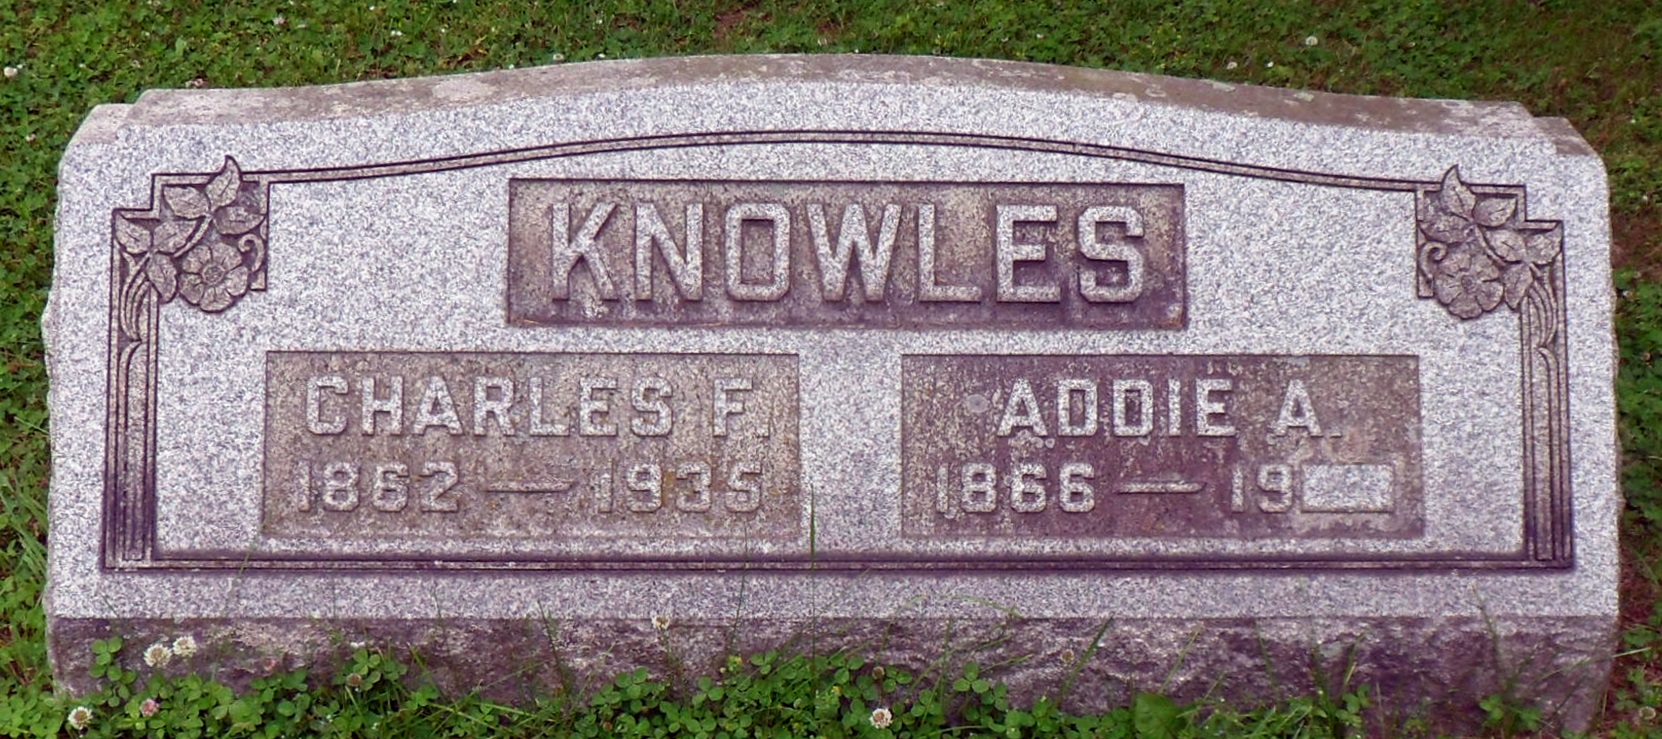 KNOWLES
CHARLES F. ADDIE A.
1862 — 1935 1866 — 19